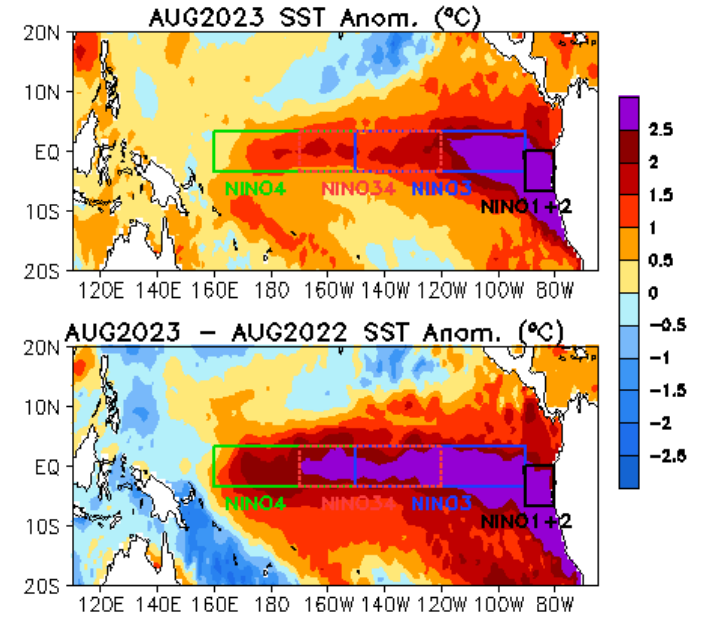 AUG2023 SST Anom. (°C)
20N
10N
EQ
10S
20S
NINO4
NINO34
NINO3
NINO1+2
120E 140E 160E 180 160W 140W 120W 100W 80W
2.5
2
1.5
1
0.5
0
-0.5
-1
-1.5
-2
-2.5
AUG2023 - AUG2022 SST Anom. (°C)
20N
10N
EQ
10S
20S
NINO4
NINO34
NINO3
NINO1+2
120E 140E 160E 180 160W 140W 120W 100W 80W